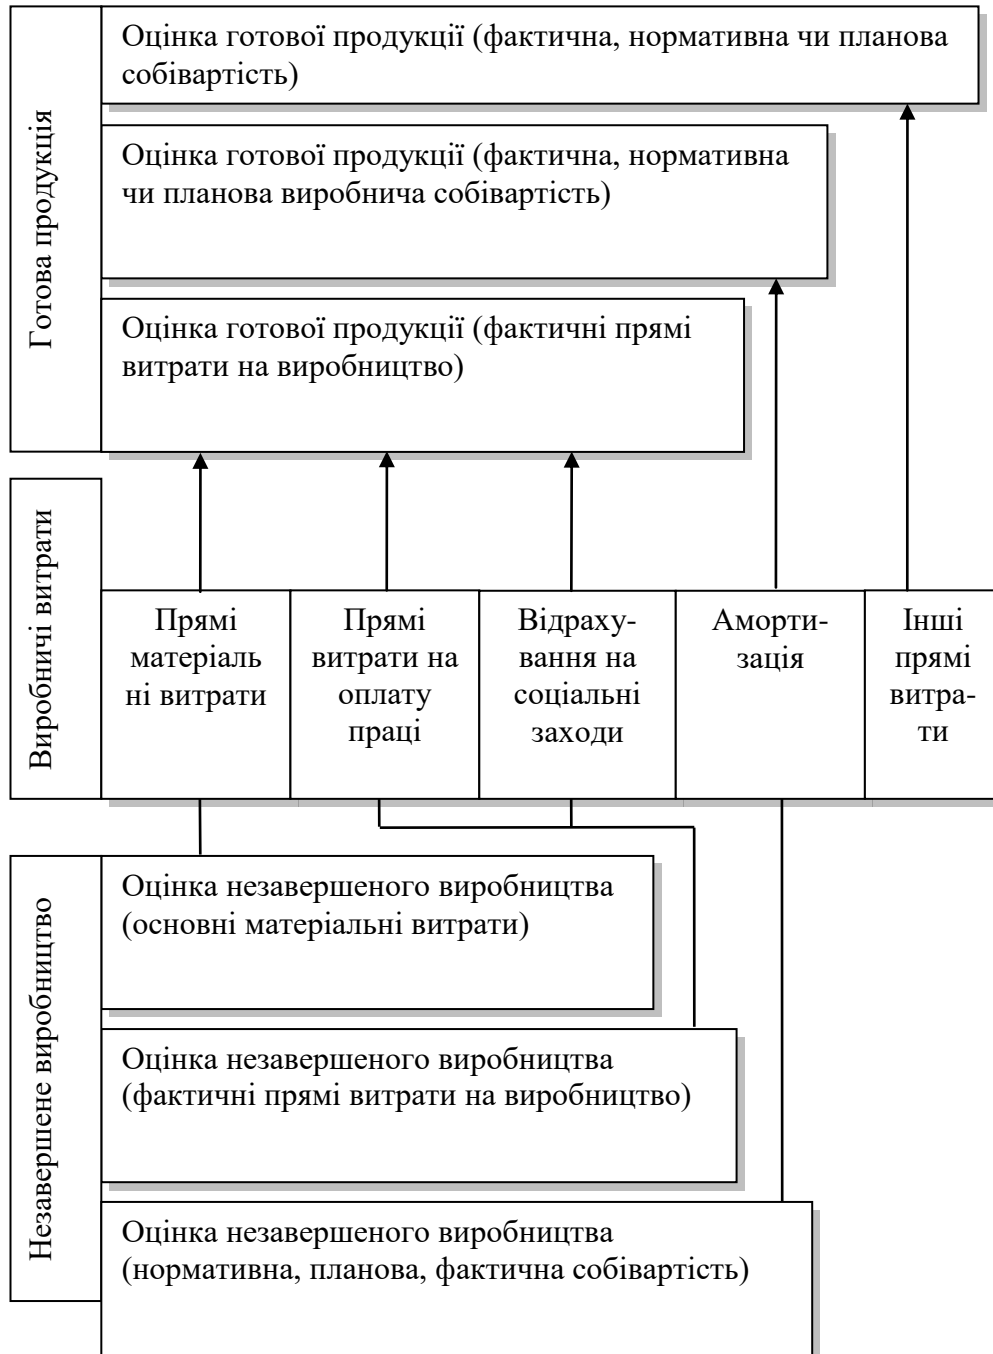 Готова продукція
Оцінка готової продукції (фактична, нормативна чи планова
собівартість)
Оцінка готової продукції (фактична, нормативна
чи планова виробнича собівартість)
Оцінка готової продукції (фактичні прямі
витрати на виробництво)
Виробничі витрати
Прямі
матеріаль
ні витрати
Прямі
витрати на
оплату
праці
Відраху-
вання на
соціальні
заходи
Аморти-
зація
Інші
прямі
витра-
ти
Незавершене виробництво
Оцінка незавершеного виробництва
(основні матеріальні витрати)
Оцінка незавершеного виробництва
(фактичні прямі витрати на виробництво)
Оцінка незавершеного виробництва
(нормативна, планова, фактична собівартість)